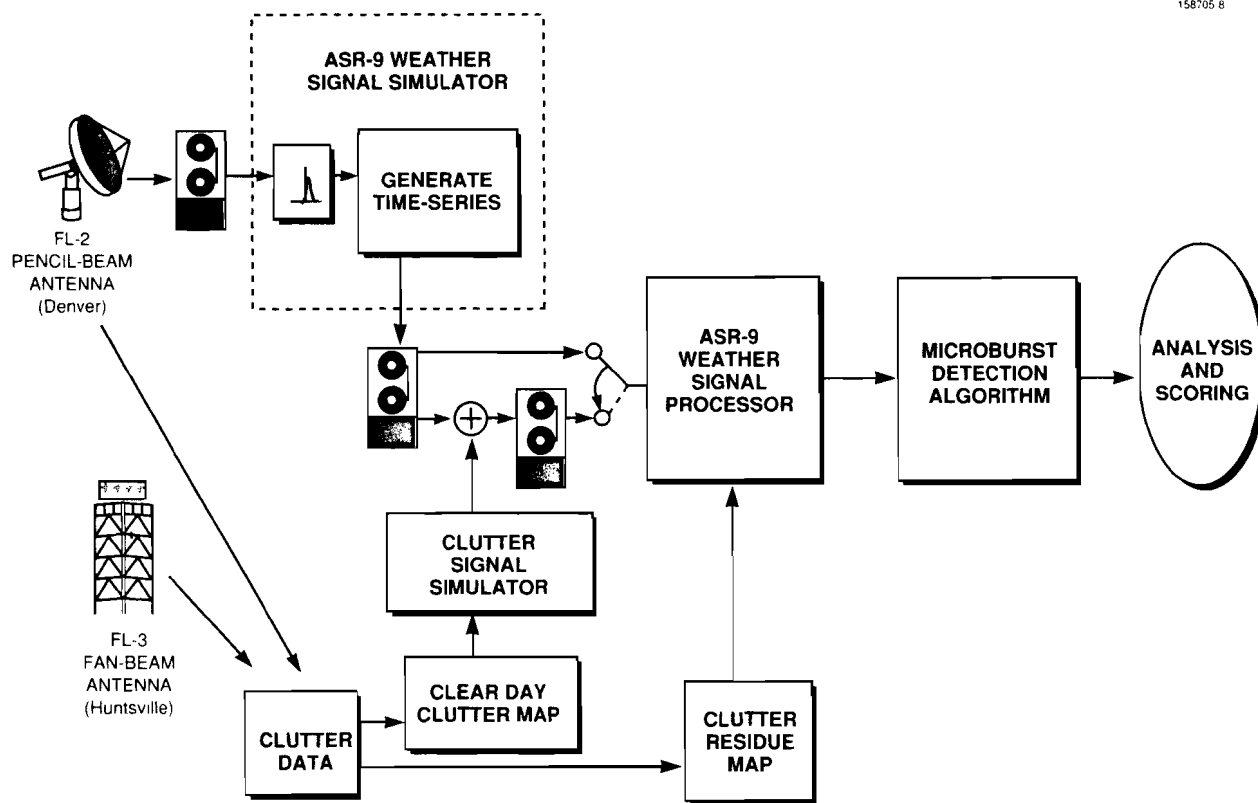 158705 8
ASR-9 WEATHER
SIGNAL SIMULATOR
GENERATE
TIME-SERIES
FL-2
PENCIL-BEAM
ANTENNA
(Denver)
ASR-9
WEATHER
SIGNAL
PROCESSOR
MICROBURST
DETECTION
ALGORITHM
ANALYSIS
AND
SCORING
CLUTTER
SIGNAL
SIMULATOR
FL-3
FAN-BEAM
ANTENNA
(Huntsville)
CLEAR DAY
CLUTTER MAP
CLUTTER
DATA
CLUTTER
RESIDUE
MAP